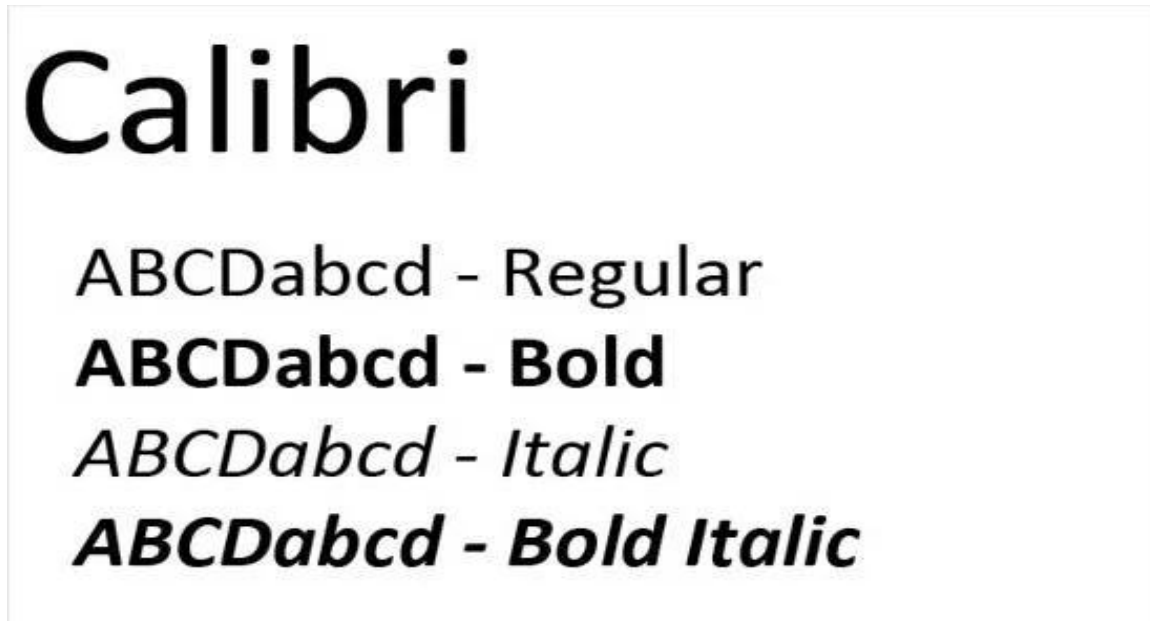 Calibri
ABCDabcd - Regular
ABCDabcd - Bold
ABCDabcd - Italic
ABCDabcd - Bold Italic